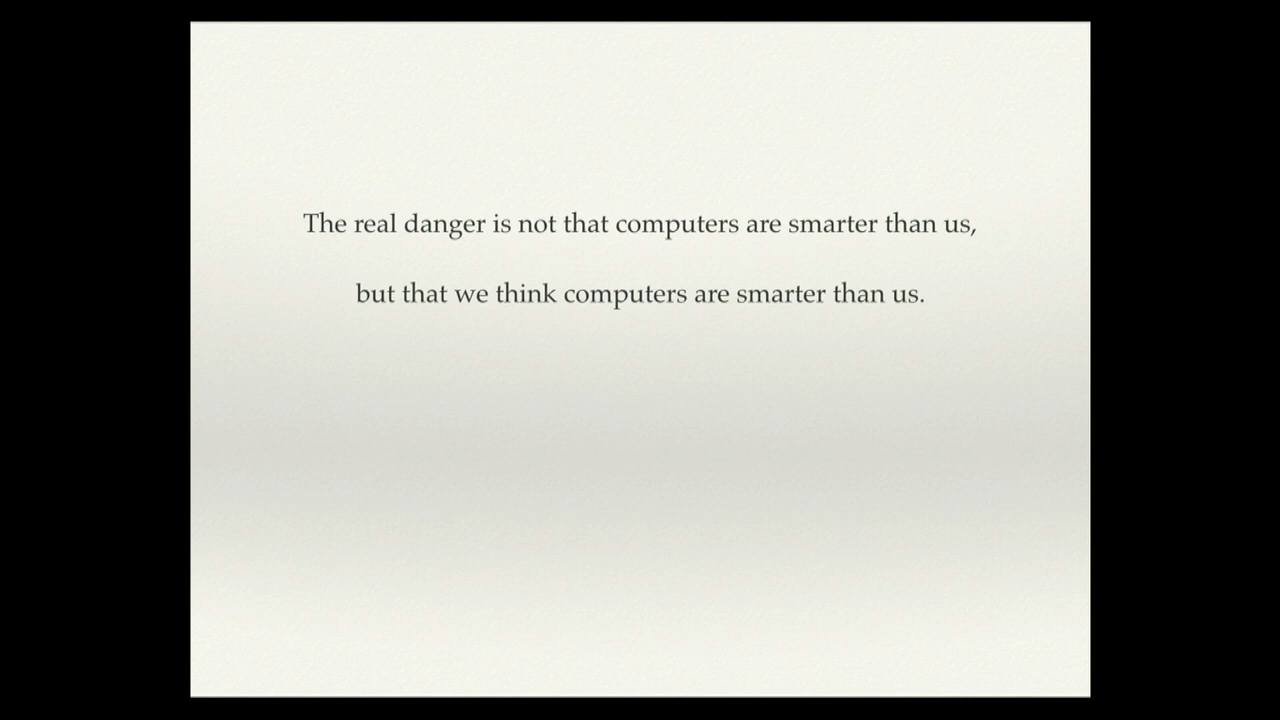 The real danger is not that computers are smarter than us,
but that we think computers are smarter than us.